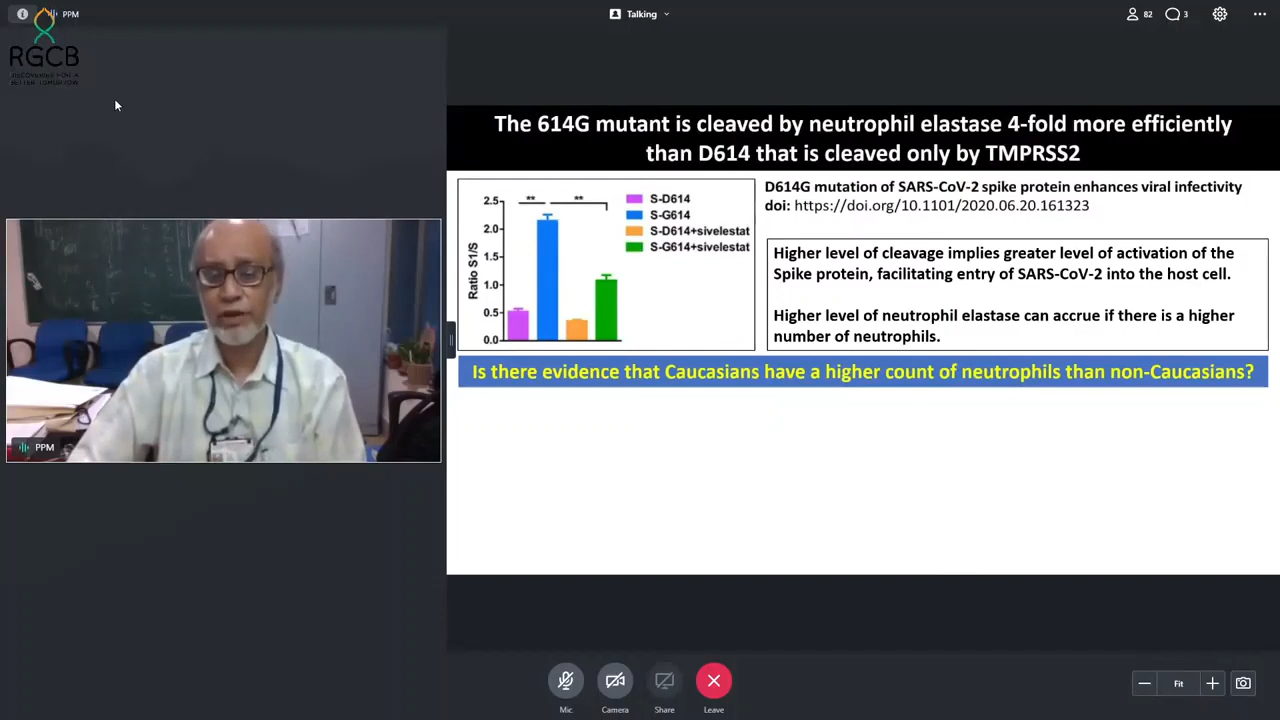 PPM
RGCB
DISCOVERIES FOR A
BETTER TOMORROW
Talking
82
3
The 614G mutant is cleaved by neutrophil elastase 4-fold more efficiently
than D614 that is cleaved only by TMPRSS2
2.5
2.0
1.5
1.0
0.5
0.0
Ratio S1/S
**
**
S-D614
S-G614
S-D614+sivelestat
S-G614+sivelestat
D614G mutation of SARS-CoV-2 spike protein enhances viral infectivity
doi: https://doi.org/10.1101/2020.06.20.161323
Higher level of cleavage implies greater level of activation of the
Spike protein, facilitating entry of SARS-CoV-2 into the host cell.
Higher level of neutrophil elastase can accrue if there is a higher
number of neutrophils.
Is there evidence that Caucasians have a higher count of neutrophils than non-Caucasians?
PPM
Mic
Camera
Share
Leave
Fit